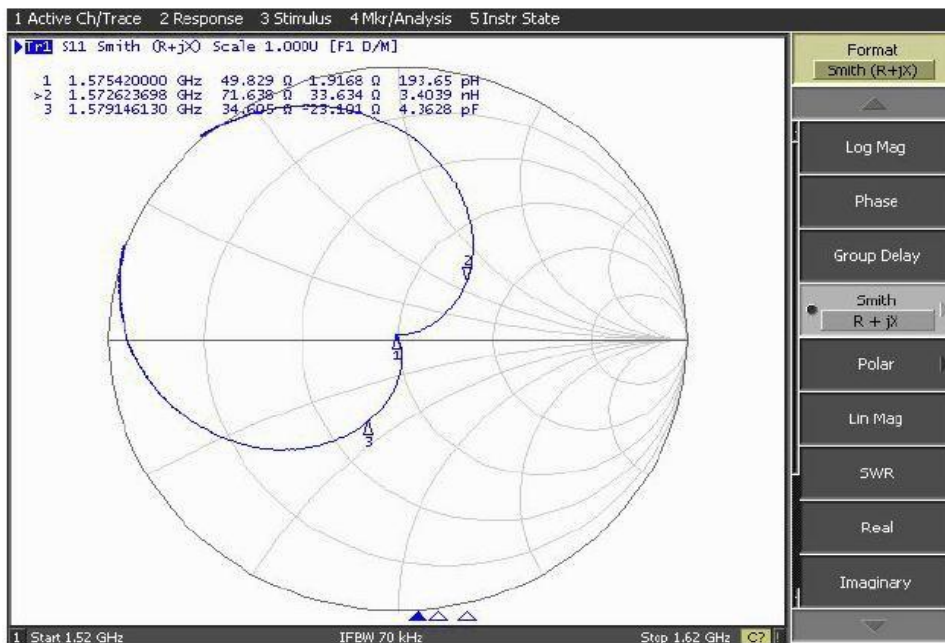 1 Active Ch/Trace 2 Response 3 Stimulus 4 Mkr/Analysis 5 Instr State
Tr1 S11 Smith (R+jX) Scale 1.000U [F1 D/M]
1 1.575420000 GHz 49.829 Ω 1.9168 Ω 193.65 pH
>2 1.572623698 GHz 71.638 Ω 33.634 Ω 3.4039 nH
3 1.579146130 GHz 34.605 Ω -23.101 Ω 4.3628 pF
2
1
3
Format
Smith (R+jX)
Log Mag
Phase
Group Delay
Smith
R + jX
Polar
Lin Mag
SWR
Real
Imaginary
1 Start 1.52 GHz IFBW 70 kHz Stop 1.62 GHz C?